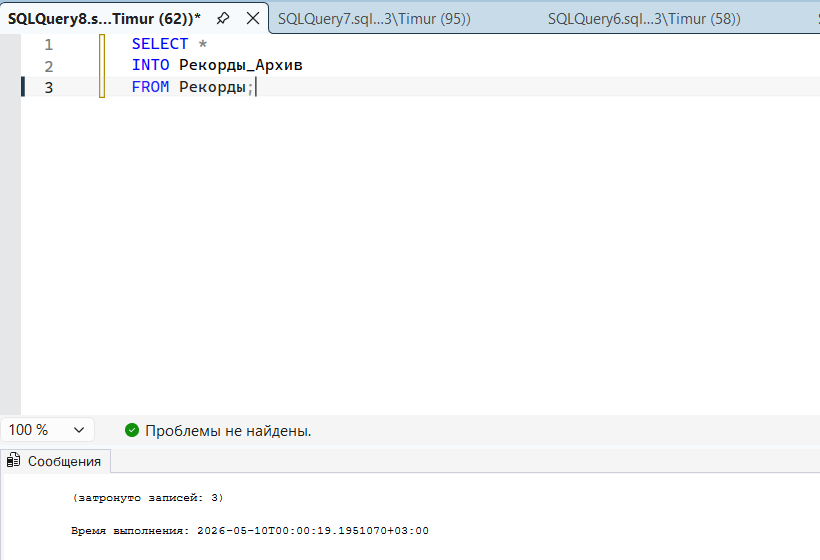 SQLQuery8.s...Timur (62))* SQLQuery7.sql...3\Timur (95)) SQLQuery6.sql...3\Timur (58))
1 SELECT *
2 INTO Рекорды_Архив
3 FROM Рекорды;
100 % Проблемы не найдены.
Сообщения
(затронуто записей: 3)
Время выполнения: 2026-05-10T00:00:19.1951070+03:00